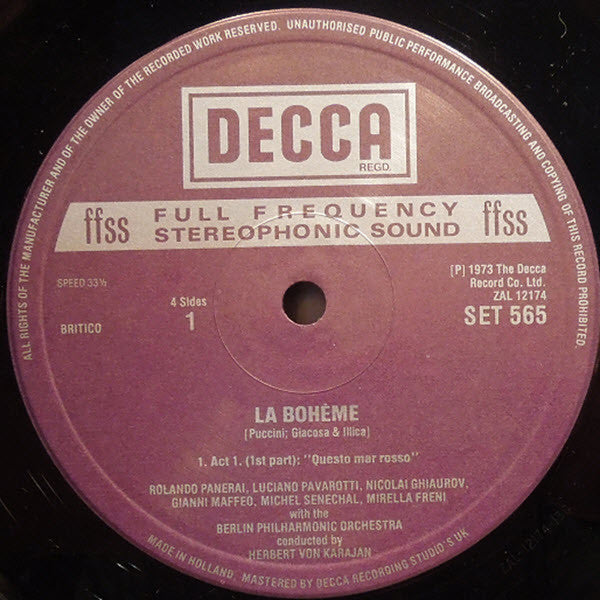 ALL RIGHTS OF THE MANUFACTURER AND OF THE OWNER OF THE RECORDED WORK RESERVED. UNAUTHORISED PUBLIC PERFORMANCE BROADCASTING AND COPYING OF THIS RECORD PROHIBITED.
DECCA
REGD.
ffss FULL FREQUENCY ffss
STEREOPHONIC SOUND
SPEED 33⅓
[P] 1973 The Decca
Record Co. Ltd.
ZAL 12174
4 Sides
1
SET 565
BRITICO
LA BOHÈME
[Puccini; Giacosa & Illica]
1. Act 1. (1st part): "Questo mar rosso"
ROLANDO PANERAI, LUCIANO PAVAROTTI, NICOLAI GHIAUROV,
GIANNI MAFFEO, MICHEL SENECHAL, MIRELLA FRENI
with the
BERLIN PHILHARMONIC ORCHESTRA
conducted by
HERBERT VON KARAJAN
MADE IN HOLLAND. MASTERED BY DECCA RECORDING STUDIO'S UK